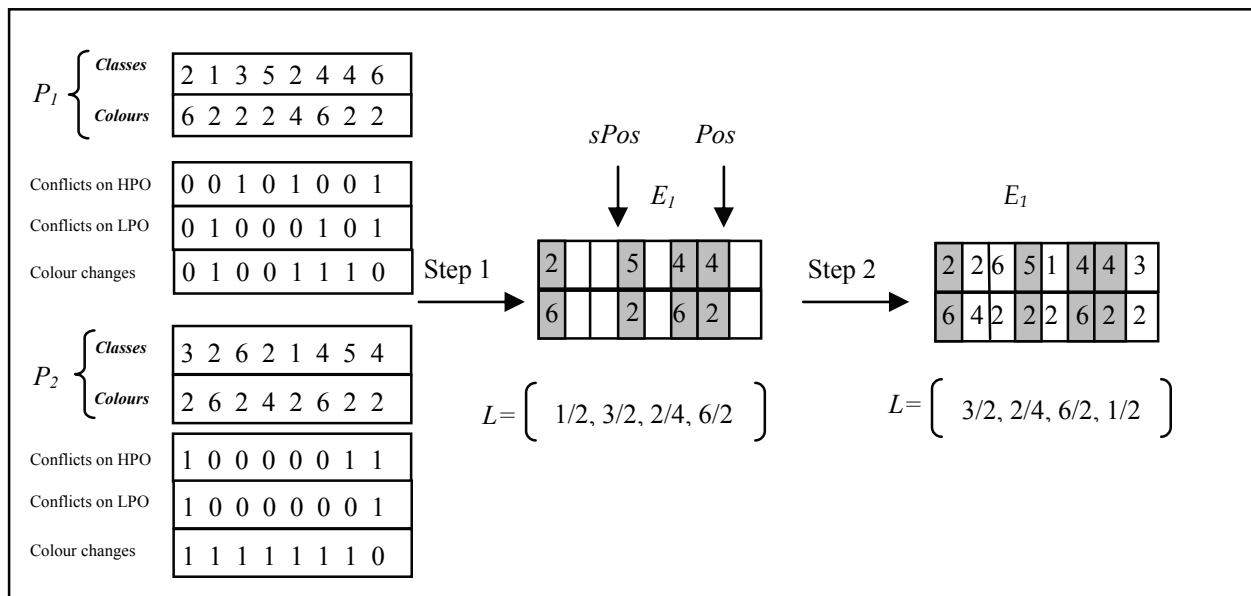 P1
Classes
2 1 3 5 2 4 4 6
Colours
6 2 2 2 4 6 2 2
Conflicts on HPO
0 0 1 0 1 0 0 1
Conflicts on LPO
0 1 0 0 0 1 0 1
Colour changes
0 1 0 0 1 1 1 0
P2
Classes
3 2 6 2 1 4 5 4
Colours
2 6 2 4 2 6 2 2
Conflicts on HPO
1 0 0 0 0 0 1 1
Conflicts on LPO
1 0 0 0 0 0 0 1
Colour changes
1 1 1 1 1 1 1 0
Step 1
sPos
Pos
E1
2 5 4 4
6 2 6 2
L= 1/2, 3/2, 2/4, 6/2
Step 2
E1
2 2 6 5 1 4 4 3
6 4 2 2 2 6 2 2
L= 3/2, 2/4, 6/2, 1/2